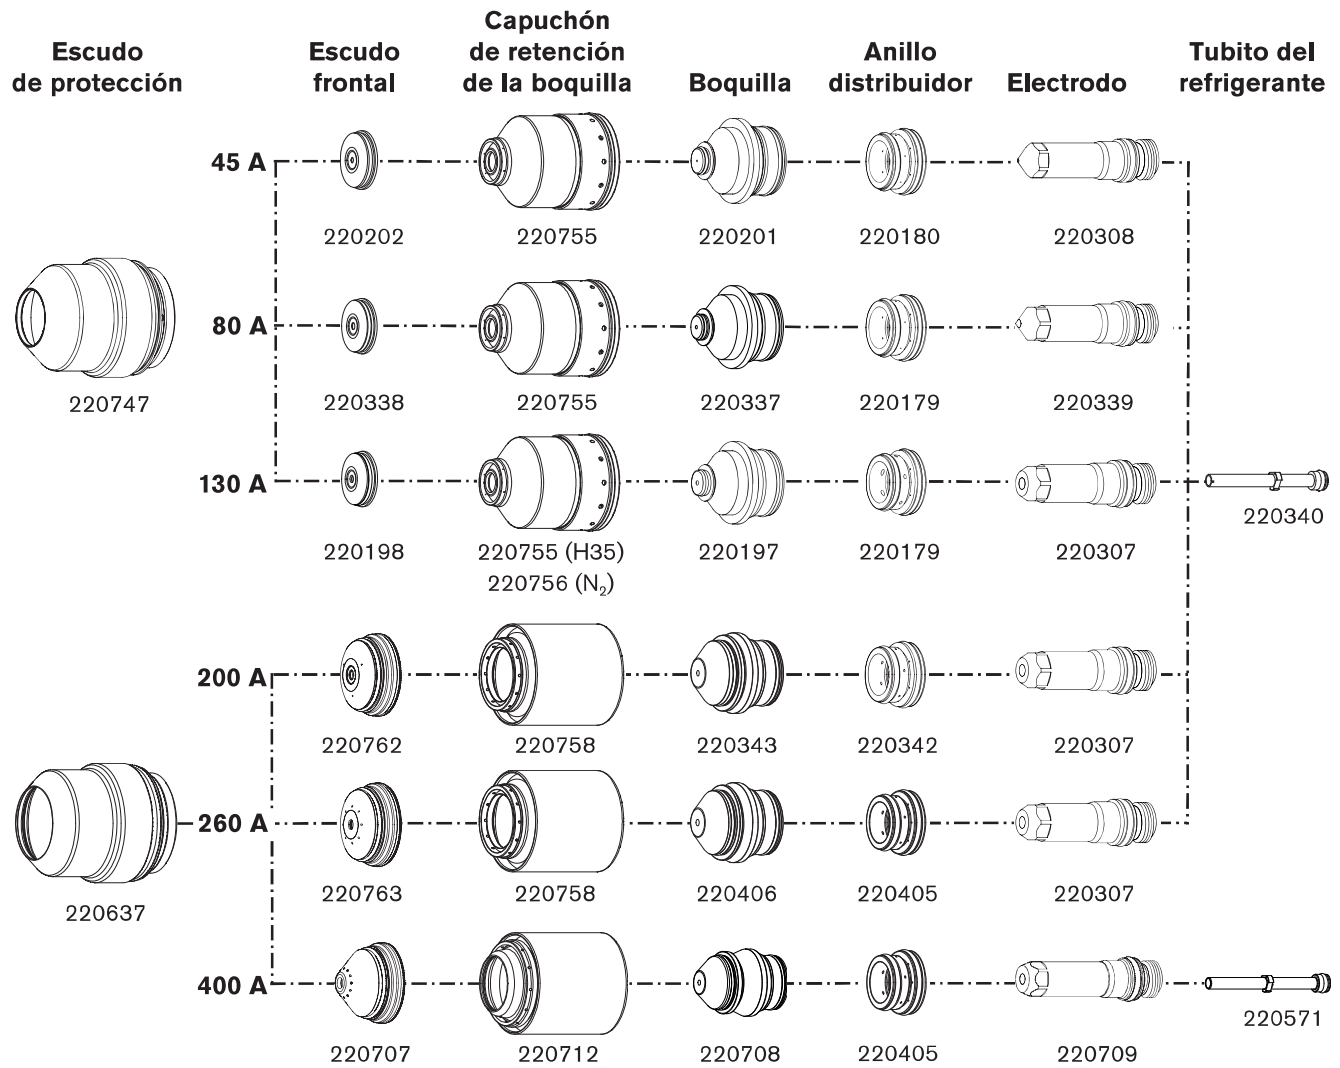 Escudo
de protección
Escudo
frontal
Capuchón
de retención
de la boquilla
Boquilla
Anillo
distribuidor
Electrodo
Tubito del
refrigerante
45 A
220202
220755
220201
220180
220308
80 A
220747
220338
220755
220337
220179
220339
130 A
220198
220755 (H35)
220756 (N₂)
220197
220179
220307
220340
200 A
220762
220758
220343
220342
220307
260 A
220637
220763
220758
220406
220405
220307
400 A
220707
220712
220708
220405
220709
220571